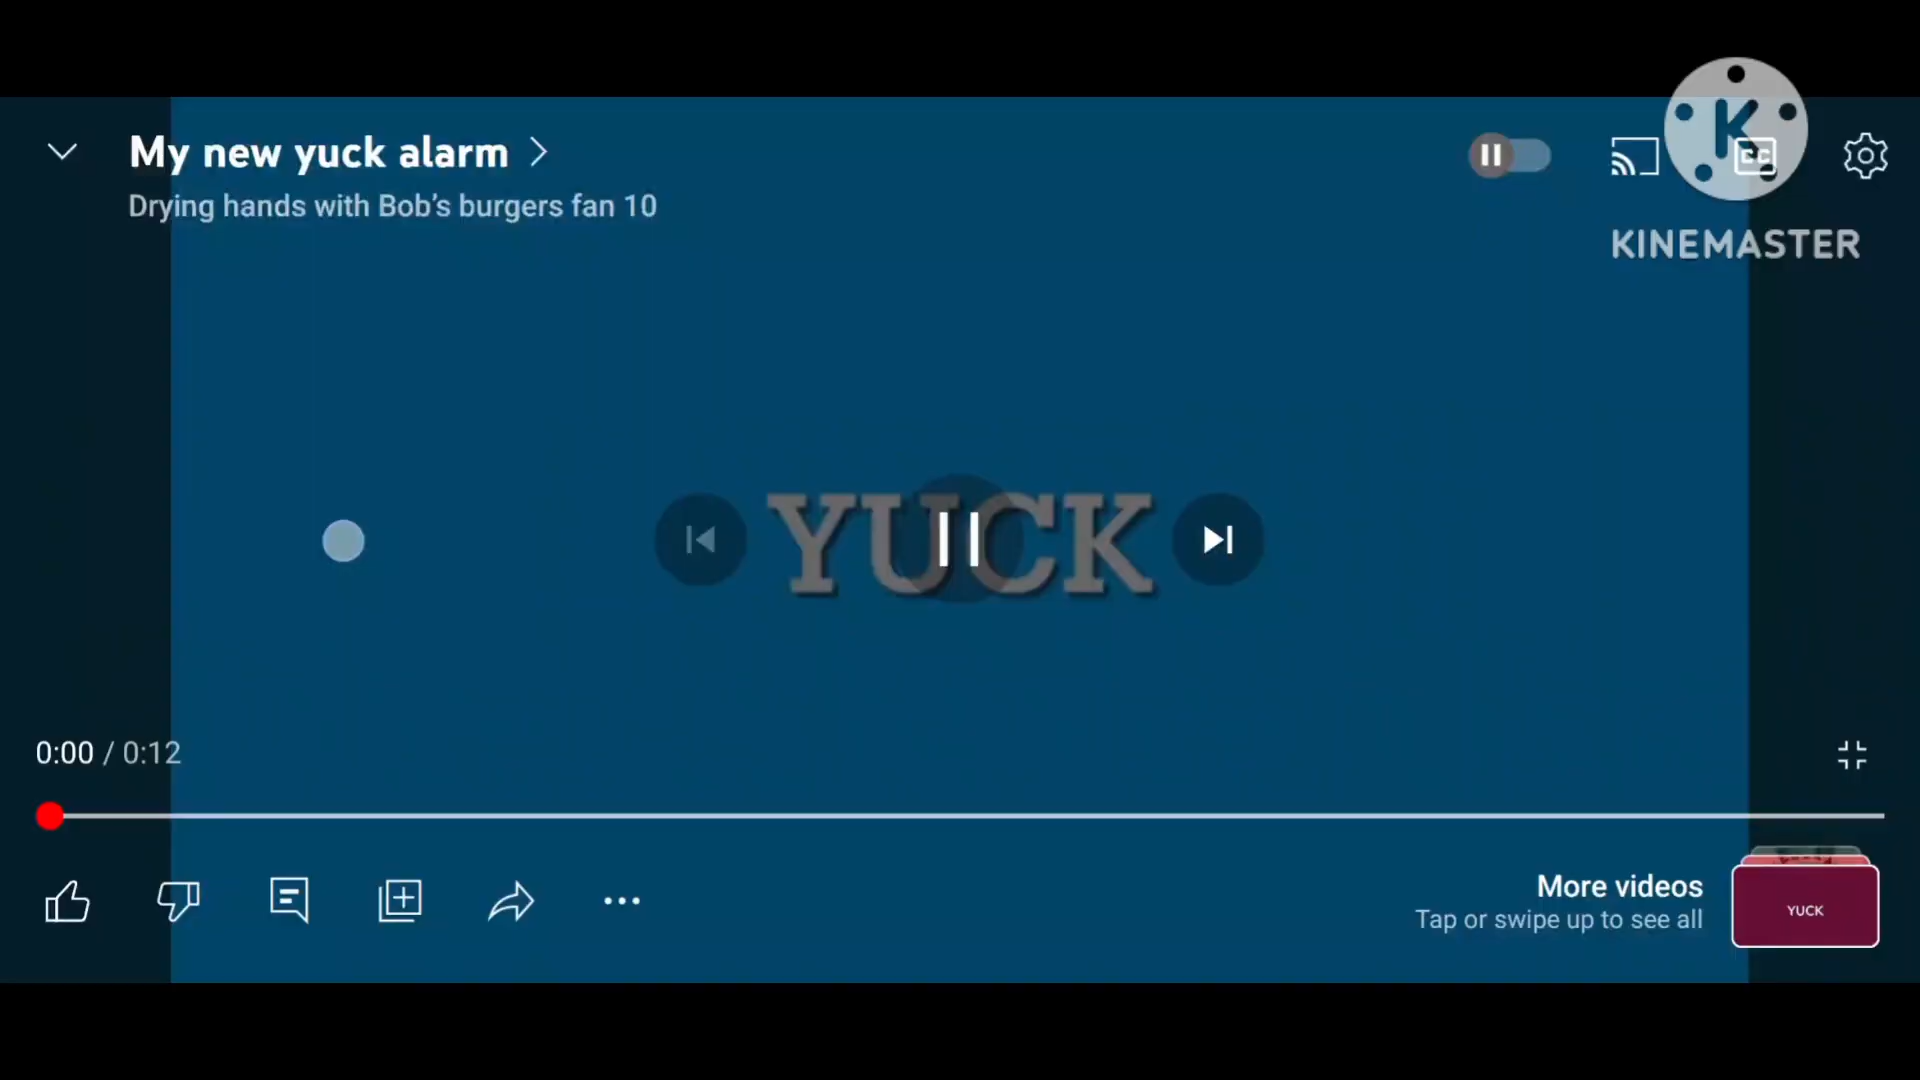 My new yuck alarm
Drying hands with Bob's burgers fan 10
K
CC
KINEMASTER
YUCK
0:00 / 0:12
More videos
Tap or swipe up to see all
YUCK